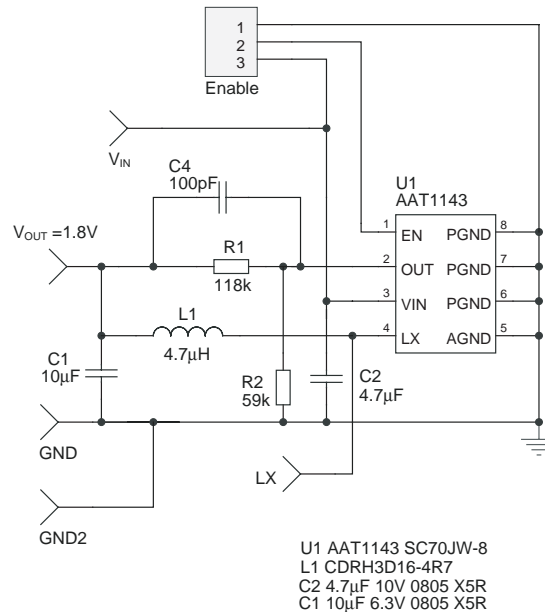 1
2
3
Enable
V_IN
C4
100pF
U1
AAT1143
V_OUT =1.8V
R1
118k
1 EN PGND 8
2 OUT PGND 7
3 VIN PGND 6
4 LX AGND 5
L1
4.7μH
C1
10μF
R2
59k
C2
4.7μF
GND
LX
GND2
U1 AAT1143 SC70JW-8
L1 CDRH3D16-4R7
C2 4.7μF 10V 0805 X5R
C1 10μF 6.3V 0805 X5R